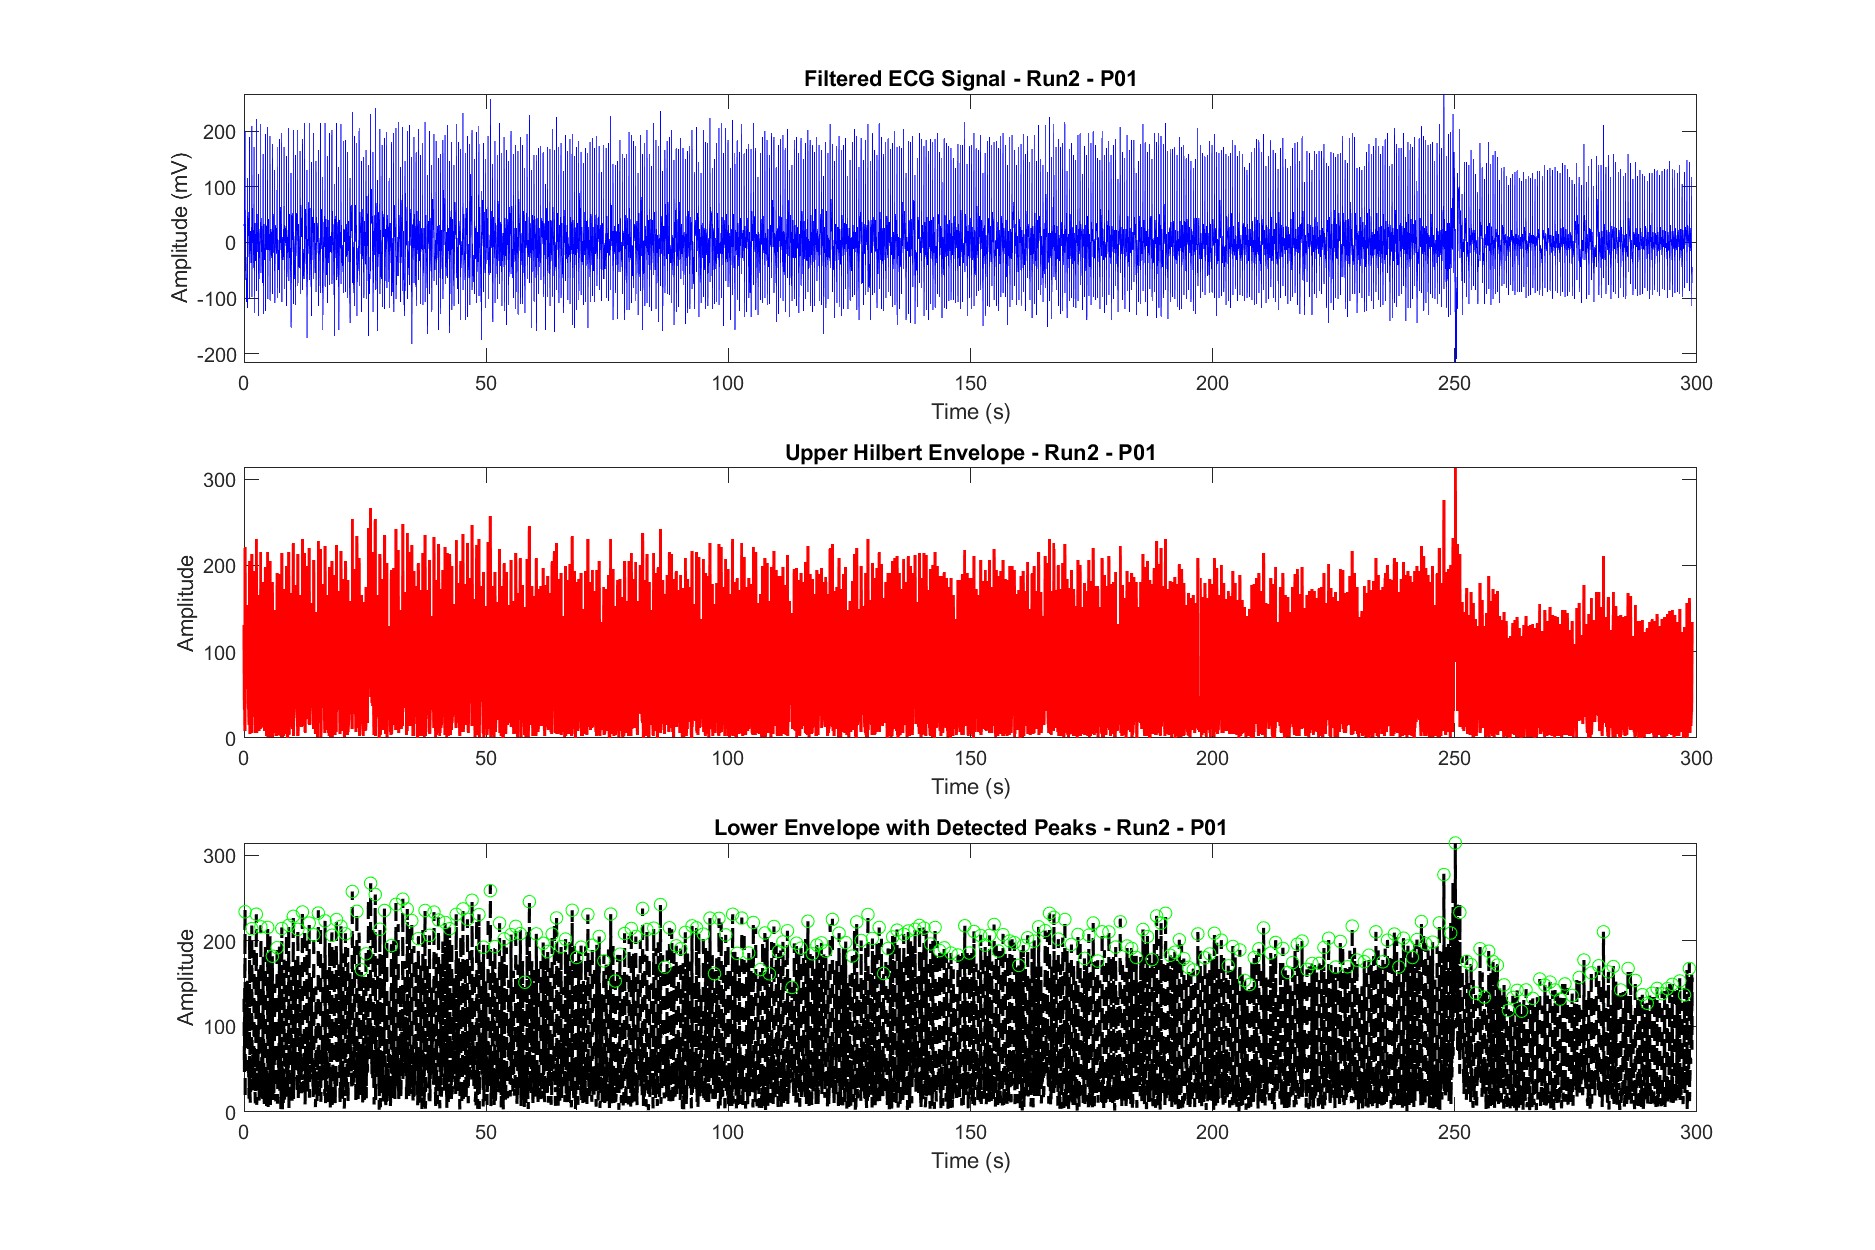 Filtered ECG Signal - Run2 - P01
Amplitude (mV)
200
100
0
-100
-200
0 50 100 150 200 250 300
Time (s)
Upper Hilbert Envelope - Run2 - P01
Amplitude
300
200
100
0
0 50 100 150 200 250 300
Time (s)
Lower Envelope with Detected Peaks - Run2 - P01
Amplitude
300
200
100
0
0 50 100 150 200 250 300
Time (s)